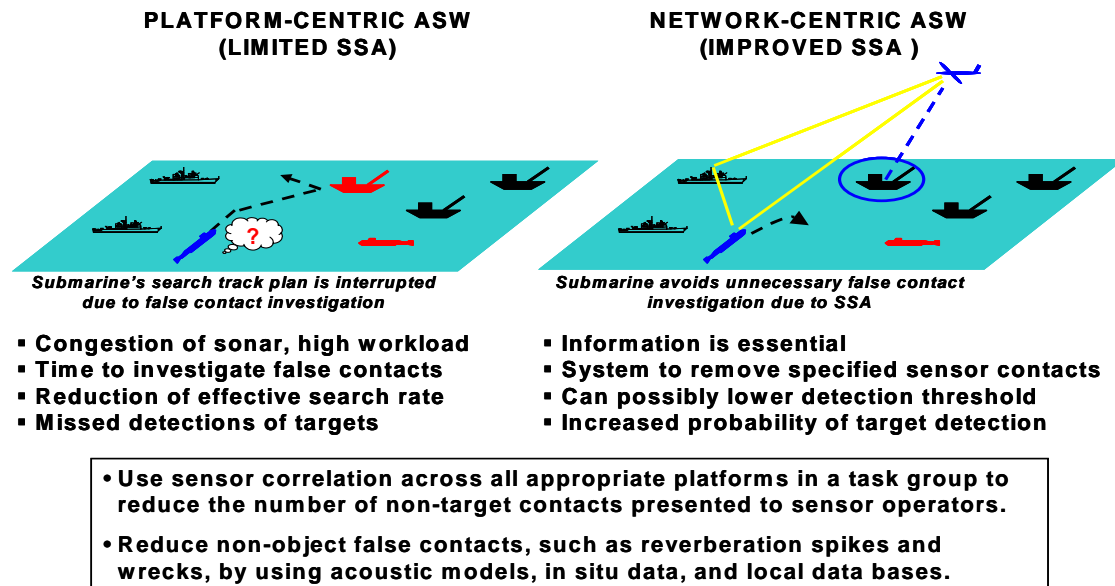 PLATFORM-CENTRIC ASW
(LIMITED SSA)
?
Submarine's search track plan is interrupted
due to false contact investigation
▪ Congestion of sonar, high workload
▪ Time to investigate false contacts
▪ Reduction of effective search rate
▪ Missed detections of targets
NETWORK-CENTRIC ASW
(IMPROVED SSA )
Submarine avoids unnecessary false contact
investigation due to SSA
▪ Information is essential
▪ System to remove specified sensor contacts
▪ Can possibly lower detection threshold
▪ Increased probability of target detection
• Use sensor correlation across all appropriate platforms in a task group to
reduce the number of non-target contacts presented to sensor operators.
• Reduce non-object false contacts, such as reverberation spikes and
wrecks, by using acoustic models, in situ data, and local data bases.